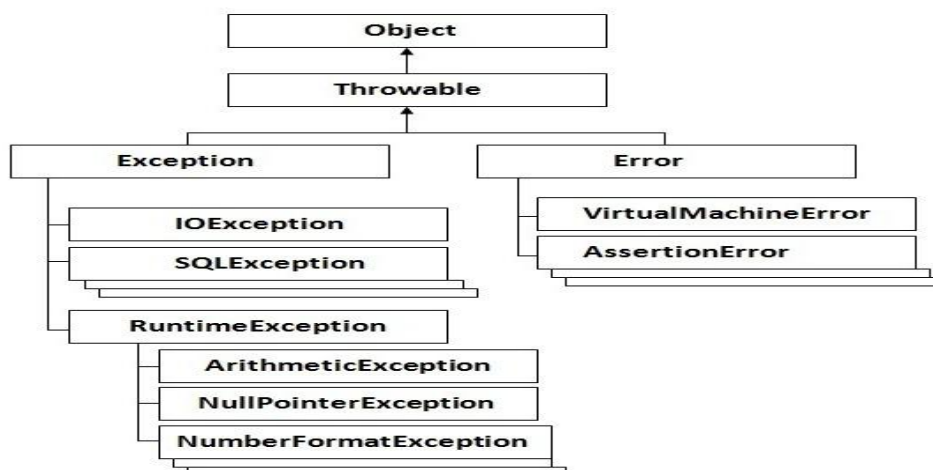 Object
Throwable
Exception
Error
IOException
VirtualMachineError
SQLException
AssertionError
RuntimeException
ArithmeticException
NullPointerException
NumberFormatException